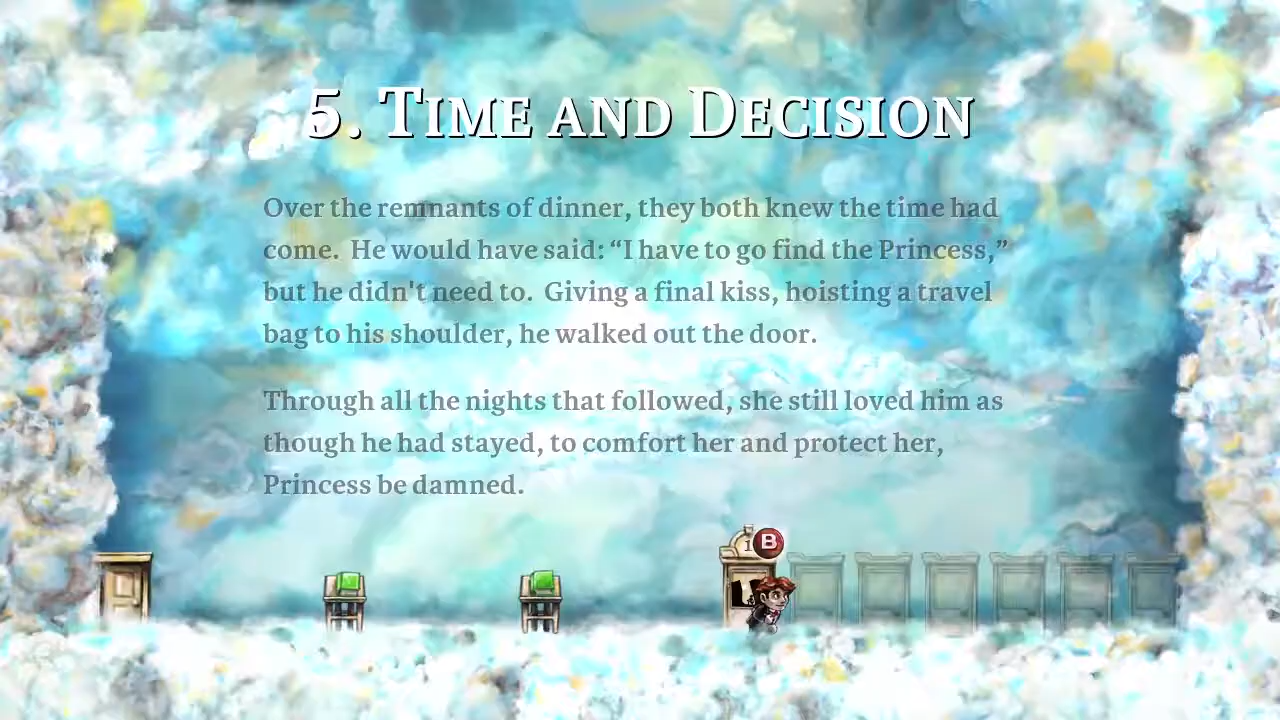 5. TIME AND DECISION
Over the remnants of dinner, they both knew the time had
come.  He would have said: “I have to go find the Princess,”
but he didn't need to.  Giving a final kiss, hoisting a travel
bag to his shoulder, he walked out the door.
Through all the nights that followed, she still loved him as
though he had stayed, to comfort her and protect her,
Princess be damned.
1
B